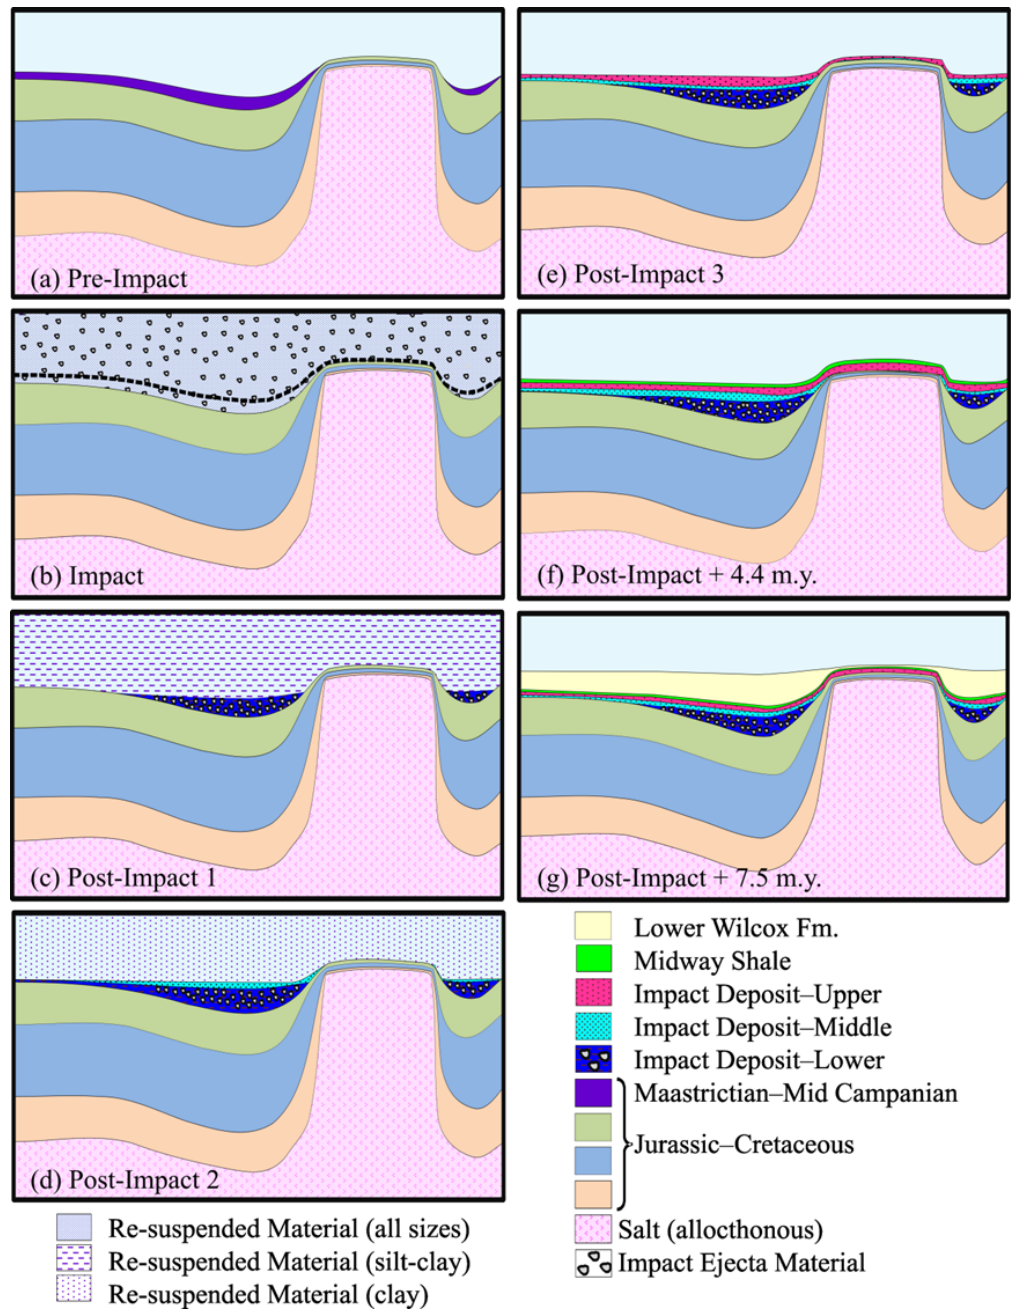 (a) Pre-Impact
(b) Impact
(c) Post-Impact 1
(d) Post-Impact 2
Re-suspended Material (all sizes)
Re-suspended Material (silt-clay)
Re-suspended Material (clay)
(e) Post-Impact 3
(f) Post-Impact + 4.4 m.y.
(g) Post-Impact + 7.5 m.y.
Lower Wilcox Fm.
Midway Shale
Impact Deposit–Upper
Impact Deposit–Middle
Impact Deposit–Lower
Maastrictian–Mid Campanian
Jurassic–Cretaceous
Salt (allocthonous)
Impact Ejecta Material